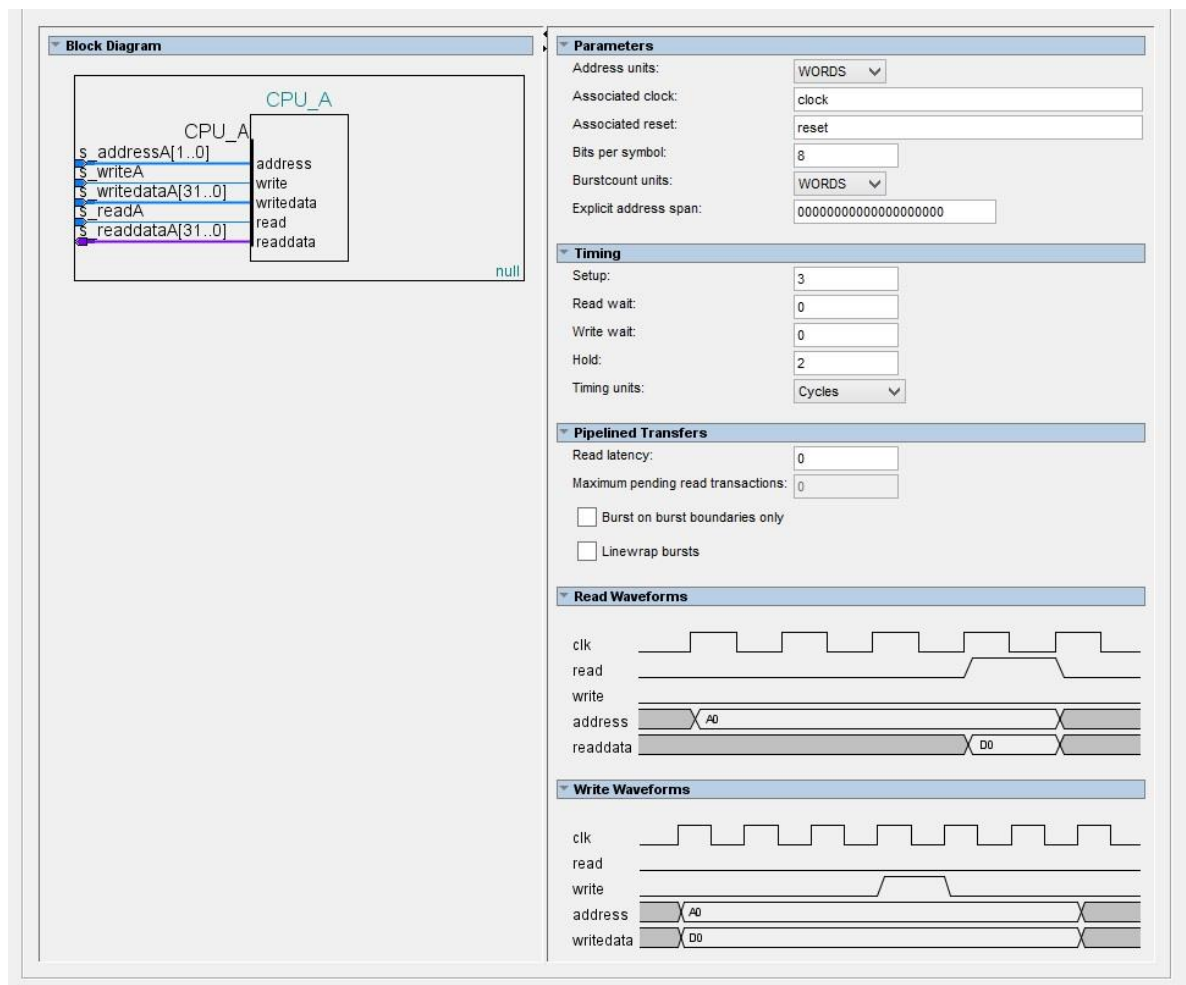 Block Diagram
CPU_A
CPU_A
s_addressA[1..0]
address
s_writeA
write
s_writedataA[31..0]
writedata
s_readA
read
s_readdataA[31..0]
readdata
null
Parameters
Address units: WORDS
Associated clock: clock
Associated reset: reset
Bits per symbol: 8
Burstcount units: WORDS
Explicit address span: 00000000000000000000
Timing
Setup: 3
Read wait: 0
Write wait: 0
Hold: 2
Timing units: Cycles
Pipelined Transfers
Read latency: 0
Maximum pending read transactions: 0
Burst on burst boundaries only
Linewrap bursts
Read Waveforms
clk
read
write
address A0
readdata D0
Write Waveforms
clk
read
write
address A0
writedata D0